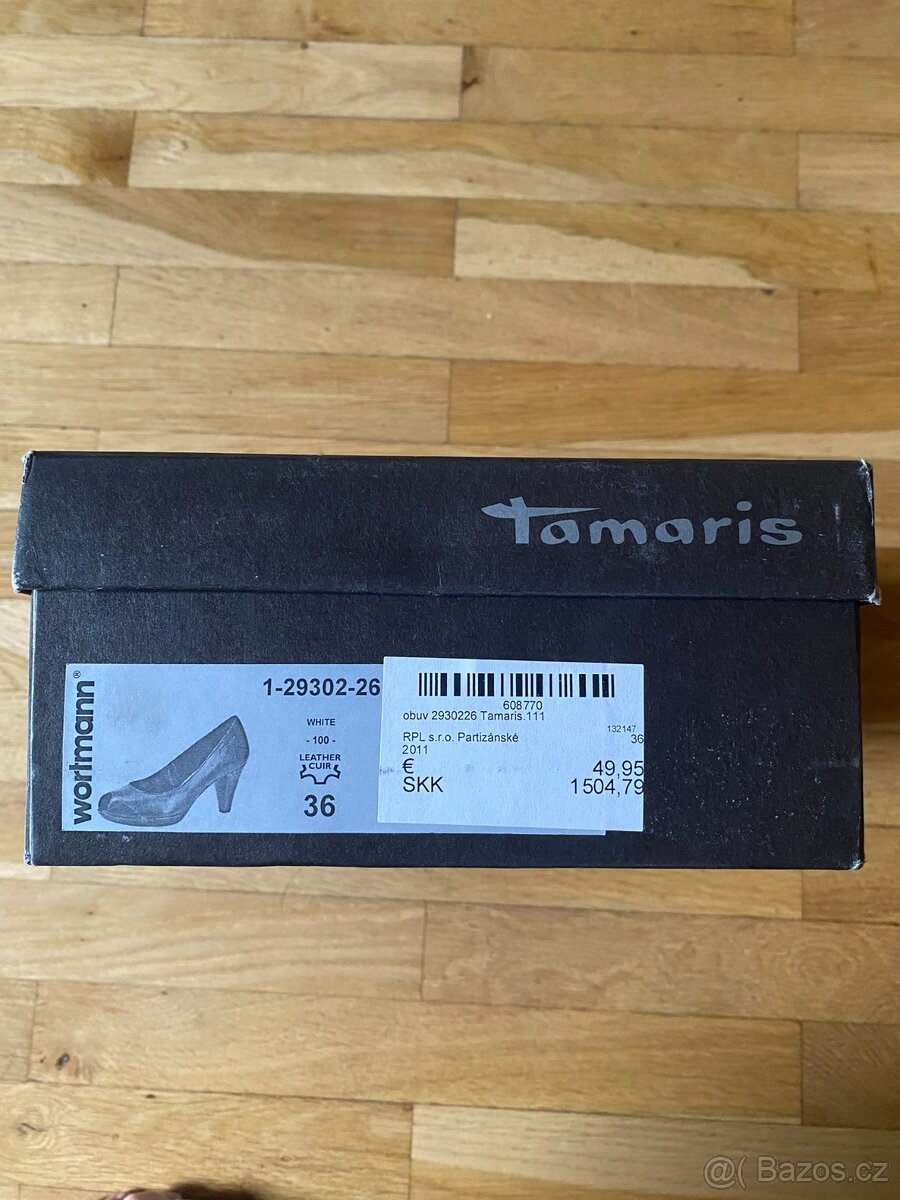 Tamaris
wortmann®
1-29302-26
WHITE
- 100 -
LEATHER
CUIR
36
608770
obuv 2930226 Tamaris.111
132147
RPL s.r.o. Partizánské
36
2011
€ 49,95
SKK 1504,79
@( Bazos.cz